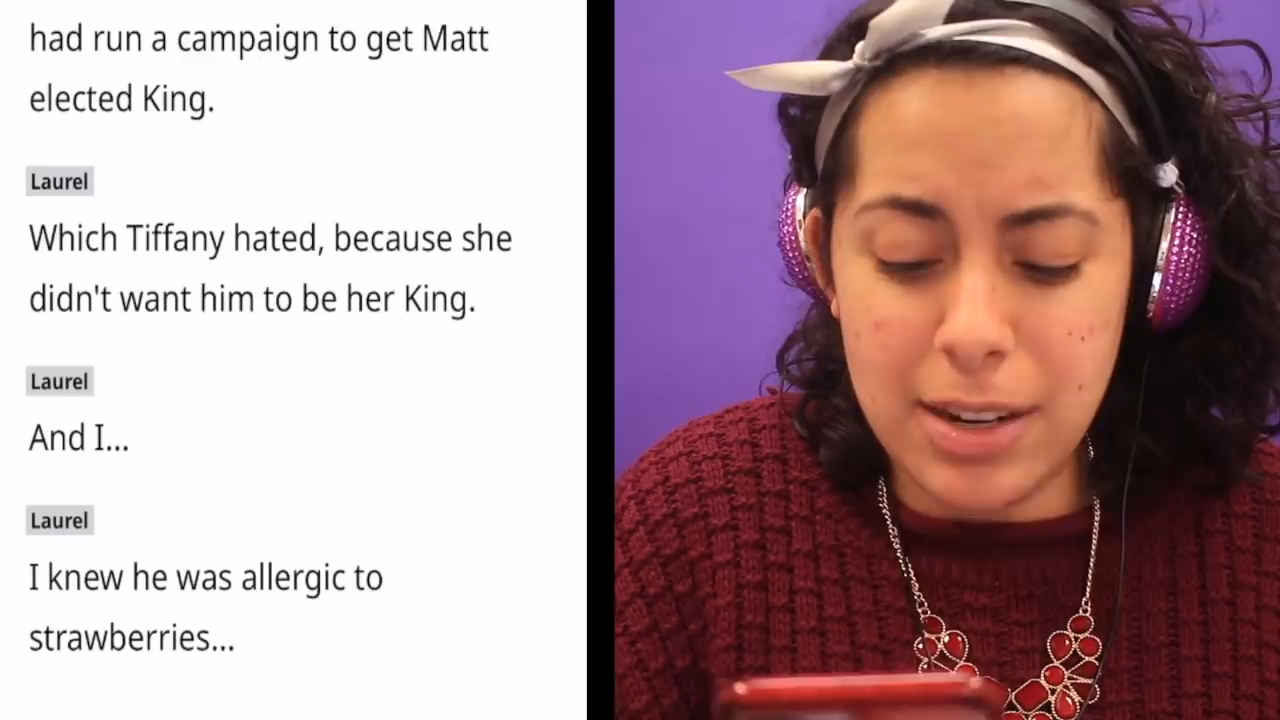 had run a campaign to get Matt
elected King.
Laurel
Which Tiffany hated, because she
didn't want him to be her King.
Laurel
And I...
Laurel
I knew he was allergic to
strawberries...